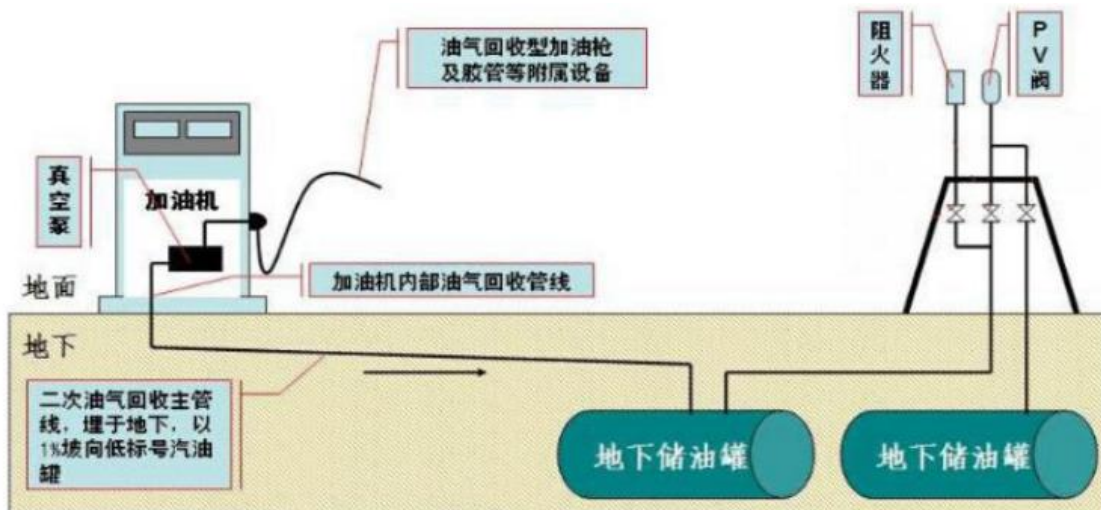 油气回收型加油枪
及胶管等附属设备
阻火器
PV阀
真空泵
加油机
加油机内部油气回收管线
地面
地下
二次油气回收主管
线，埋于地下，以
1%坡向低标号汽油
罐
地下储油罐
地下储油罐